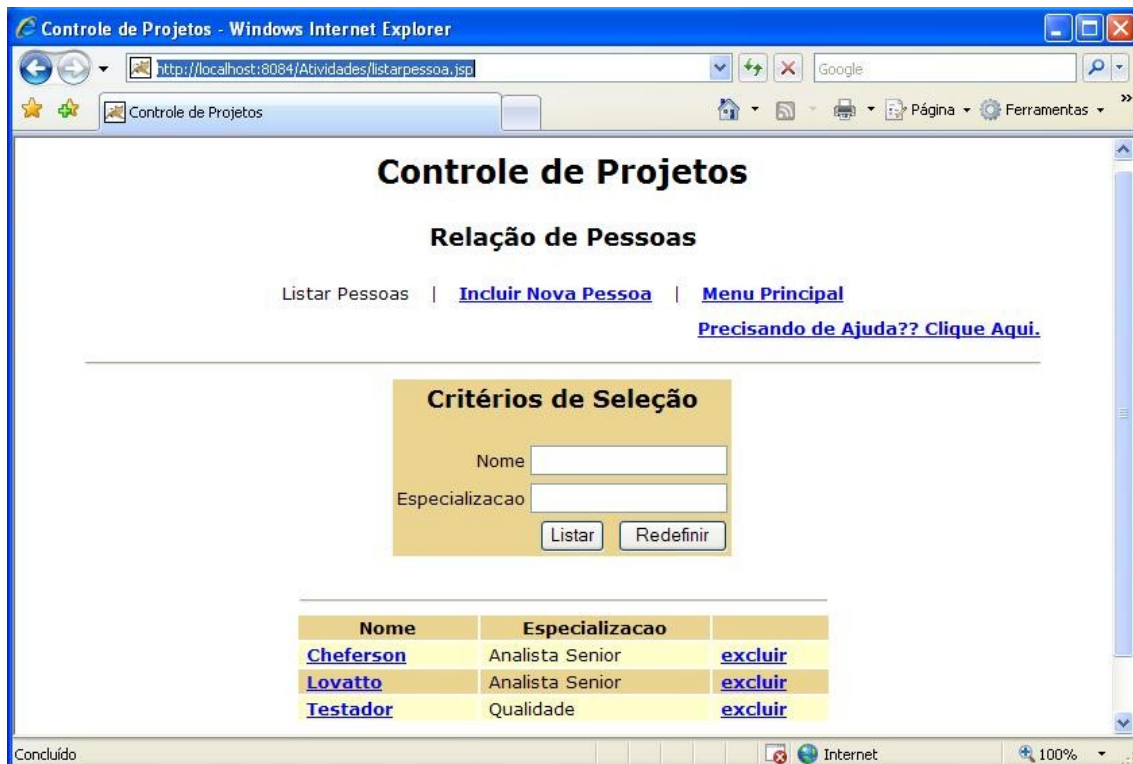 Controle de Projetos - Windows Internet Explorer
http://localhost:8084/Atividades/listarpessoa.jsp
Google
Controle de Projetos
Página
Ferramentas
»
Controle de Projetos
Relação de Pessoas
Listar Pessoas | Incluir Nova Pessoa | Menu Principal
Precisando de Ajuda?? Clique Aqui.
Critérios de Seleção
Nome
Especializacao
Listar Redefinir
Nome Especializacao
Cheferson Analista Senior excluir
Lovatto Analista Senior excluir
Testador Qualidade excluir
Concluído Internet 100%